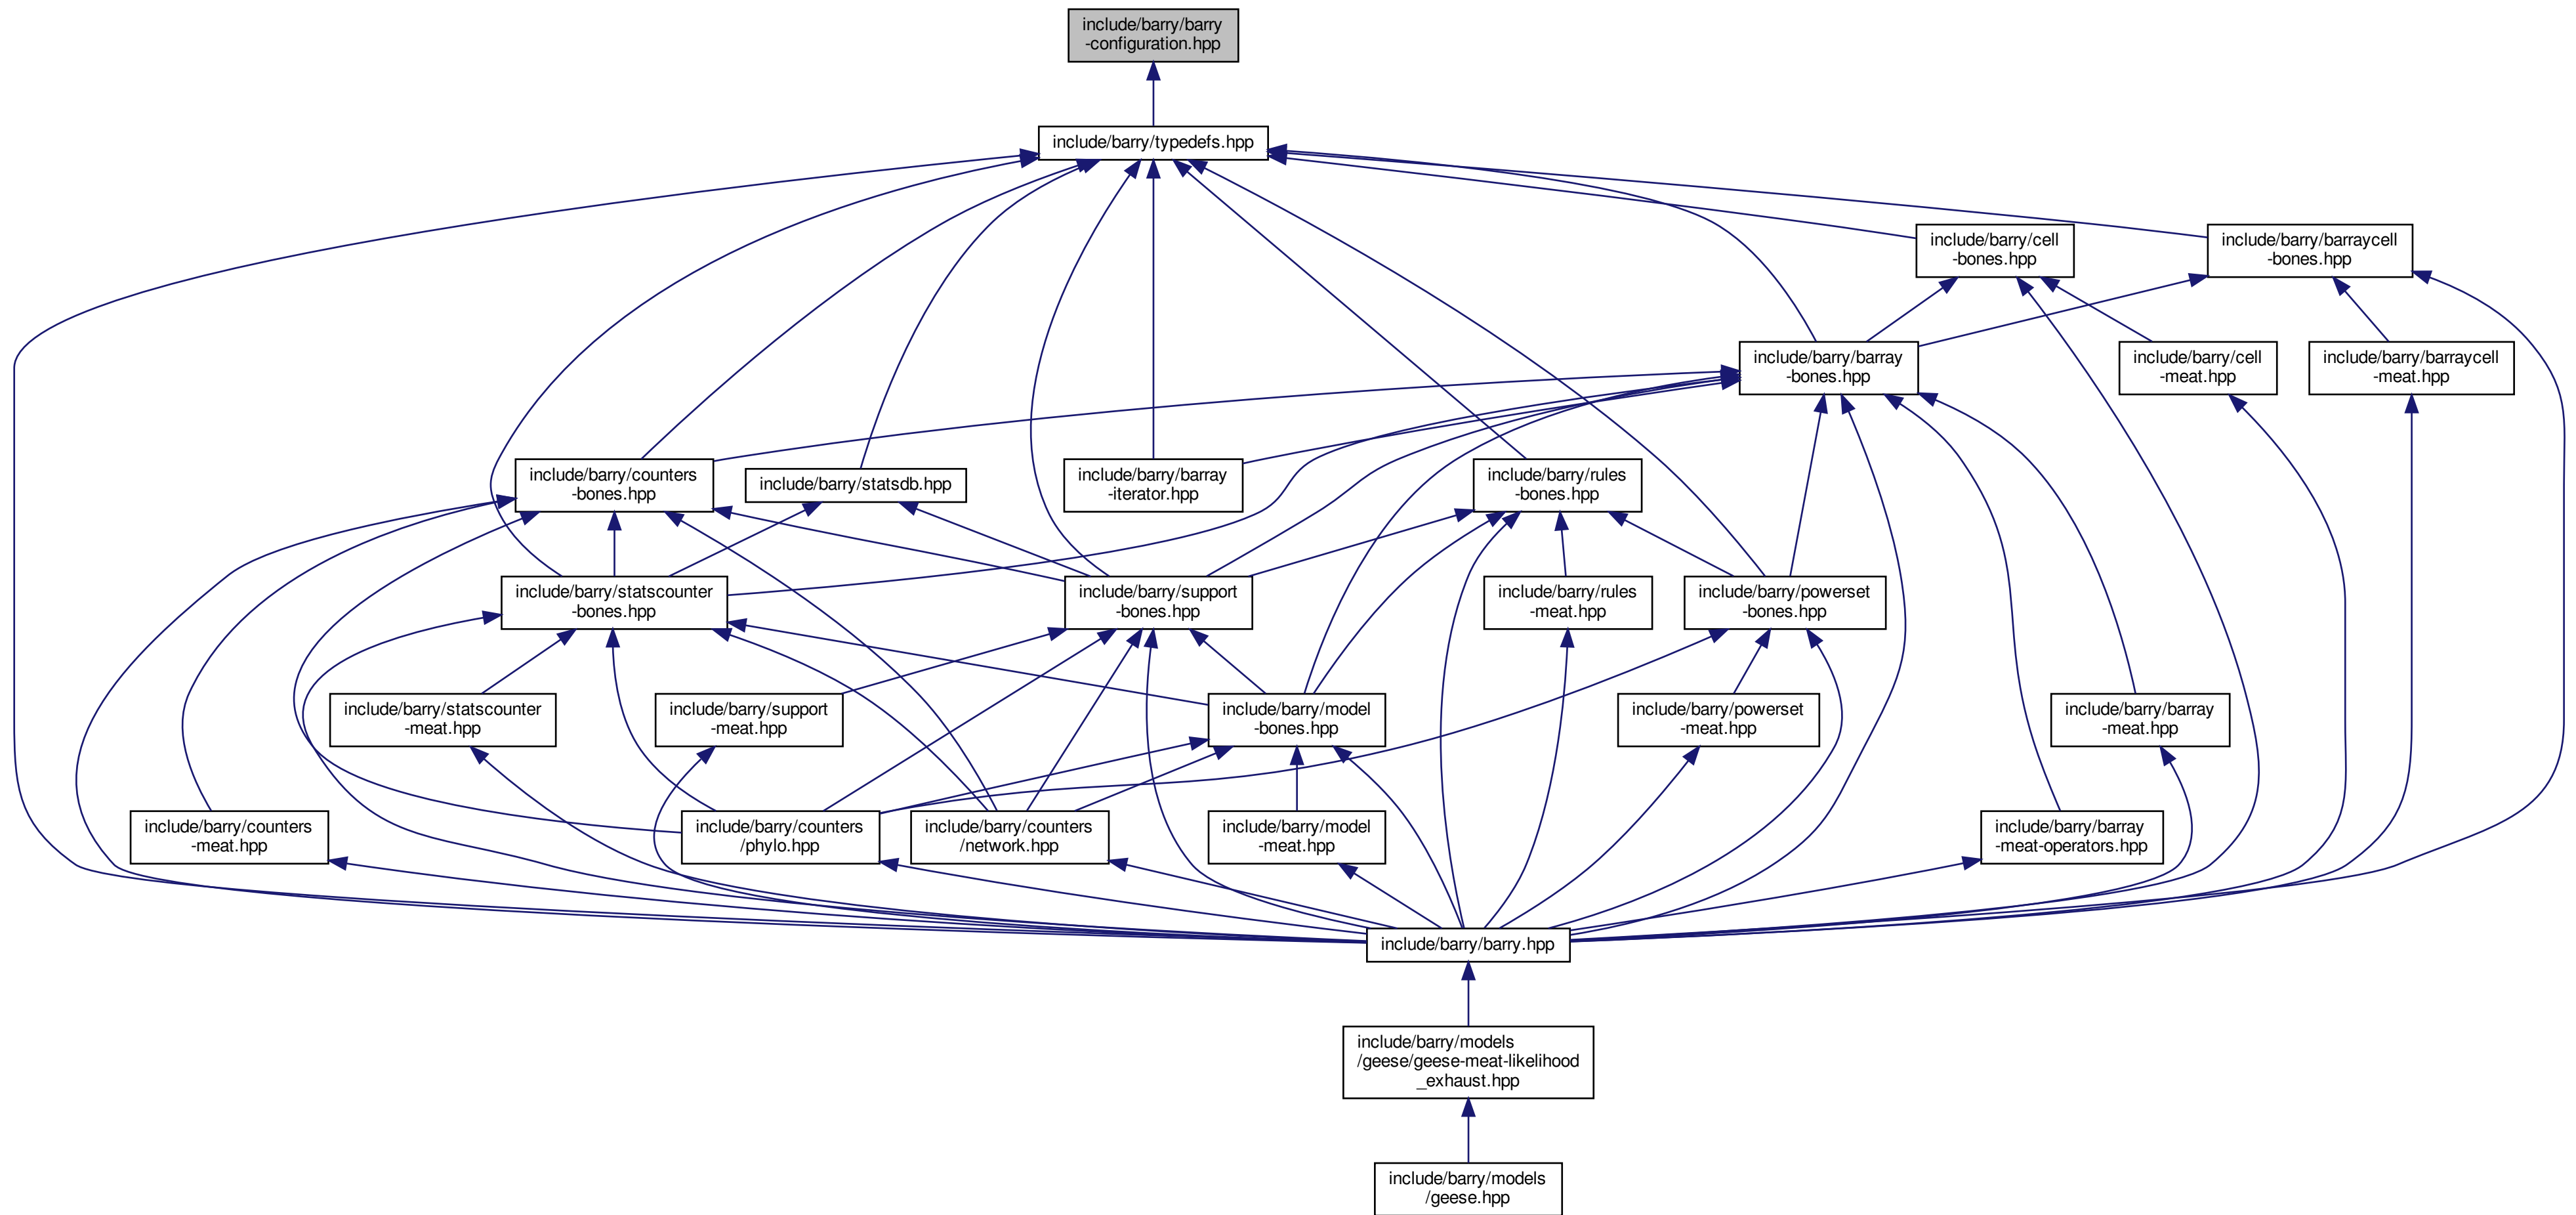 include/barry/barry
-configuration.hpp
include/barry/typedefs.hpp
include/barry/cell
-bones.hpp
include/barry/barraycell
-bones.hpp
include/barry/barray
-bones.hpp
include/barry/cell
-meat.hpp
include/barry/barraycell
-meat.hpp
include/barry/counters
-bones.hpp
include/barry/statsdb.hpp
include/barry/barray
-iterator.hpp
include/barry/rules
-bones.hpp
include/barry/statscounter
-bones.hpp
include/barry/support
-bones.hpp
include/barry/rules
-meat.hpp
include/barry/powerset
-bones.hpp
include/barry/statscounter
-meat.hpp
include/barry/support
-meat.hpp
include/barry/model
-bones.hpp
include/barry/powerset
-meat.hpp
include/barry/barray
-meat.hpp
include/barry/counters
-meat.hpp
include/barry/counters
/phylo.hpp
include/barry/counters
/network.hpp
include/barry/model
-meat.hpp
include/barry/barray
-meat-operators.hpp
include/barry/barry.hpp
include/barry/models
/geese/geese-meat-likelihood
_exhaust.hpp
include/barry/models
/geese.hpp